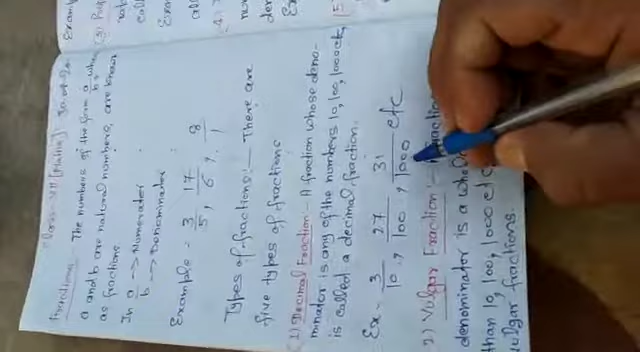 Class - VII [Maths]
Fractions: The numbers of the form a/b where
a and b are natural numbers, are known
as fractions
In a/b → Numerator
→ Denominator
Example - 3/5, 17/6, 8/1
Types of fractions:- There are
five types of fractions
(1) Decimal Fraction - A fraction whose deno-
minator is any of the numbers 10, 100, 1000 etc,
is called a decimal fraction.
Ex - 3/10, 27/100, 31/1000 etc
2) Vulgar Fraction:-
denominator is a
than 10, 100, 1000 etc
vulgar fractions.